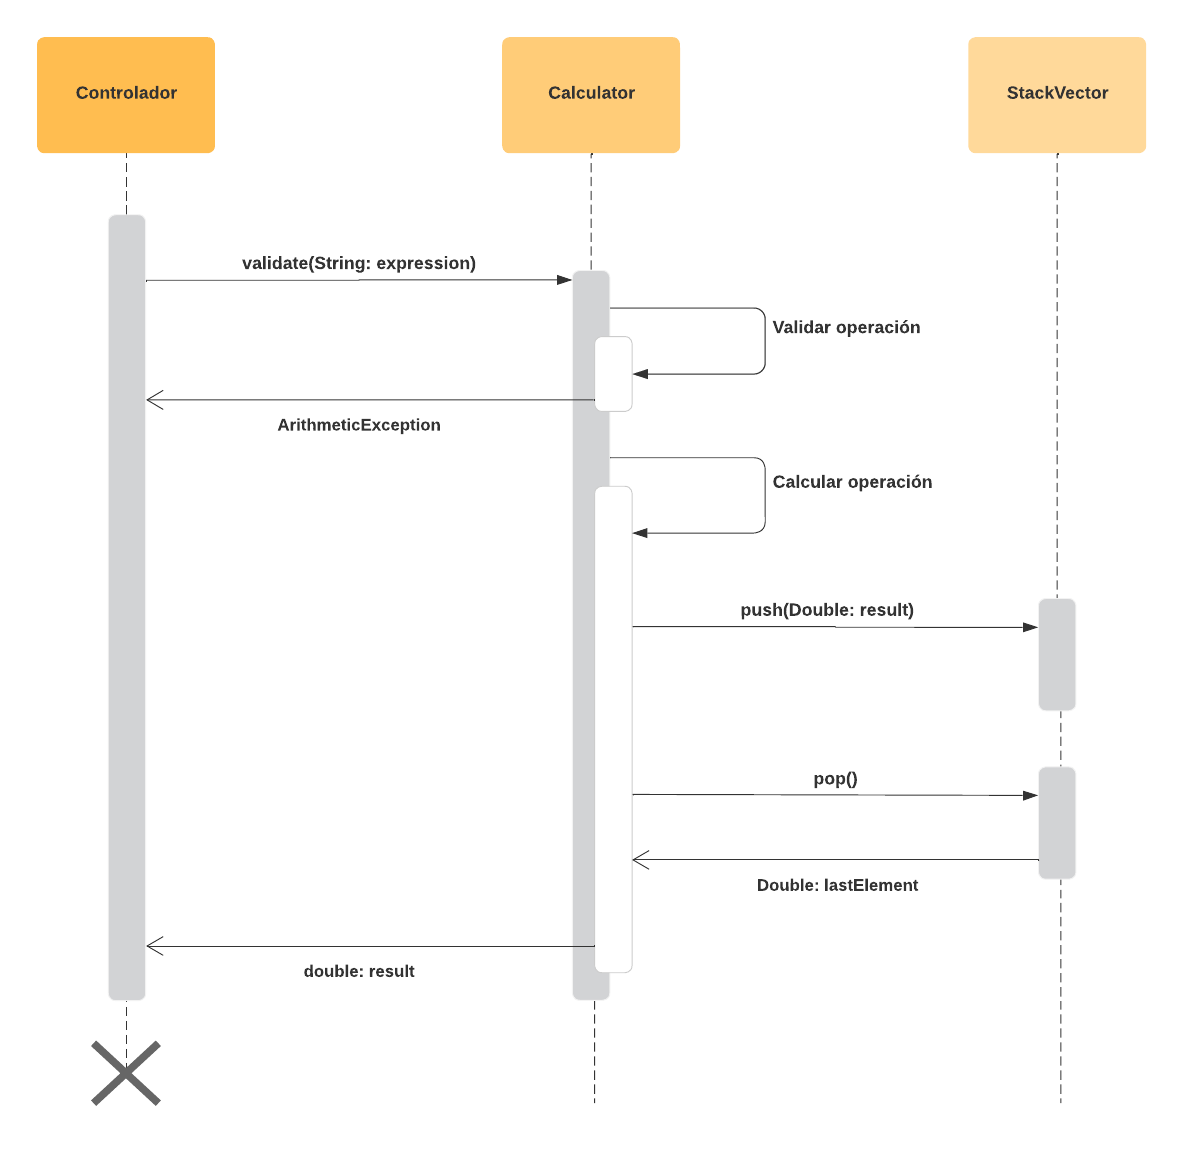 Controlador
Calculator
StackVector
validate(String: expression)
Validar operación
ArithmeticException
Calcular operación
push(Double: result)
pop()
Double: lastElement
double: result